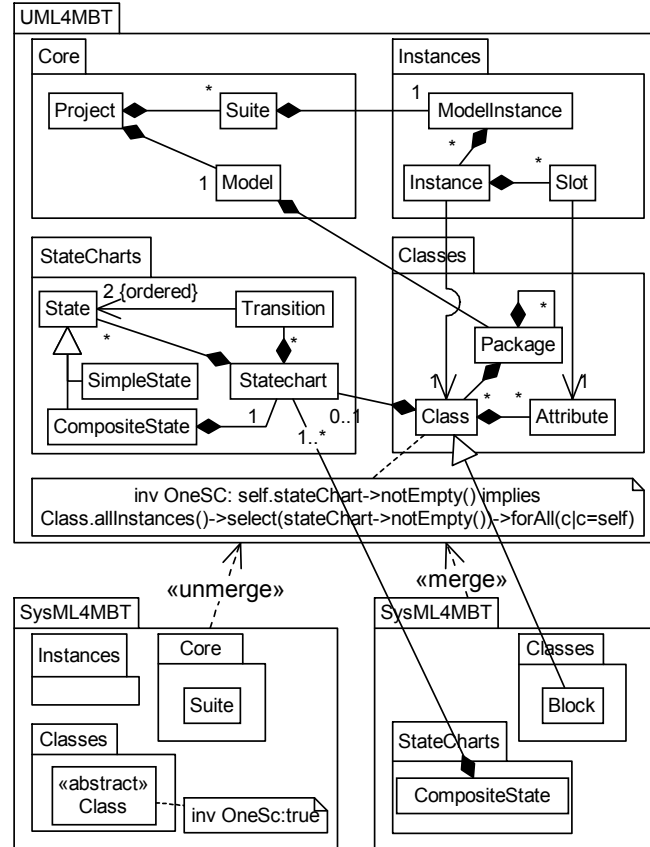 UML4MBT
Core
Instances
Project
*
Suite
1
ModelInstance
*
Instance
*
Slot
1
Model
StateCharts
Classes
State
2 {ordered}
Transition
*
*
*
Package
SimpleState
Statechart
CompositeState
1
0..1
1..*
1
*
*
1
Class
Attribute
inv OneSC: self.stateChart->notEmpty() implies
Class.allInstances()->select(stateChart->notEmpty())->forAll(c|c=self)
«unmerge»
«merge»
SysML4MBT
SysML4MBT
Instances
Core
Suite
Classes
Block
Classes
«abstract»
Class
inv OneSc:true
StateCharts
CompositeState